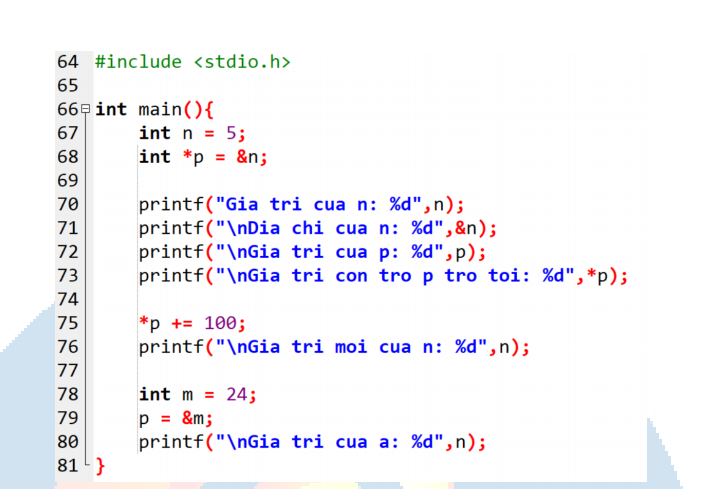 64 #include <stdio.h>
65
66 int main(){
67     int n = 5;
68     int *p = &n;
69
70     printf("Gia tri cua n: %d",n);
71     printf("\nDia chi cua n: %d",&n);
72     printf("\nGia tri cua p: %d",p);
73     printf("\nGia tri con tro p tro toi: %d",*p);
74
75     *p += 100;
76     printf("\nGia tri moi cua n: %d",n);
77
78     int m = 24;
79     p = &m;
80     printf("\nGia tri cua a: %d",n);
81 }